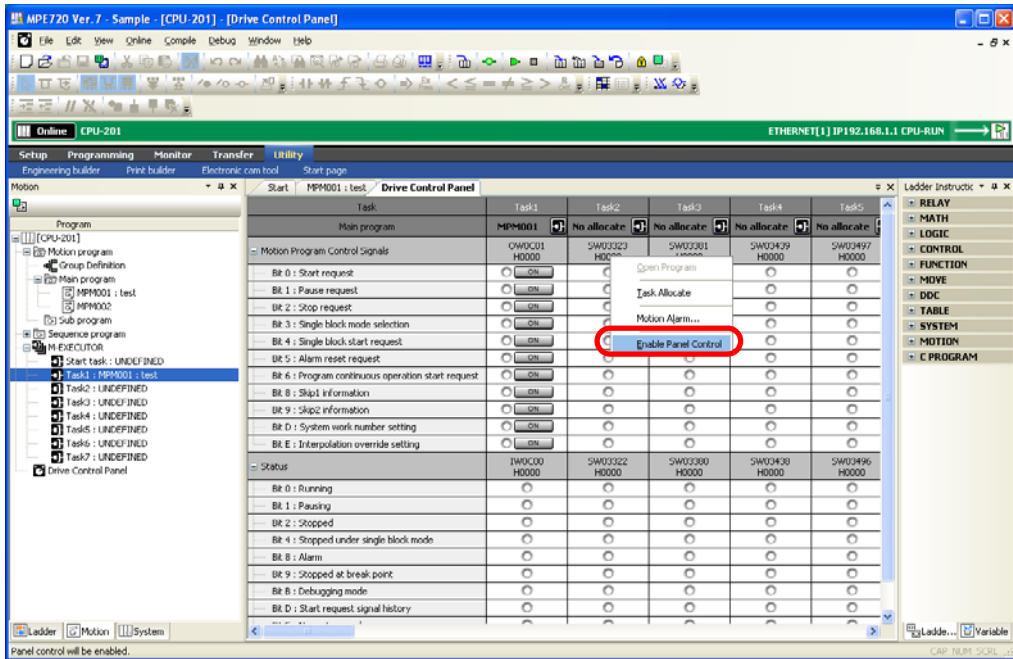 MPE720 Ver.7 - Sample - [CPU-201] - [Drive Control Panel]
File Edit View Online Compile Debug Window Help
Online CPU-201 ETHERNET[1] IP192.168.1.1 CPU-RUN
Setup Programming Monitor Transfer Utility
Engineering builder Print builder Electronic cam tool Start page
Motion
Program
[CPU-201]
Motion program
Group Definition
Main program
MPM001 : test
MPM002
Sub program
Sequence program
M-EXECUTOR
Start task : UNDEFINED
Task1 : MPM001 : test
Task2 : UNDEFINED
Task3 : UNDEFINED
Task4 : UNDEFINED
Task5 : UNDEFINED
Task6 : UNDEFINED
Task7 : UNDEFINED
Drive Control Panel
Ladder Motion System
Start MPM001 : test Drive Control Panel
Task Task1 Task2 Task3 Task4 Task5
Main program MPM001 No allocate No allocate No allocate No allocate
Motion Program Control Signals OW0C01 SW03323 SW03381 SW03439 SW03497
H0000 H0000 H0000
Bit 0 : Start request ON
Bit 1 : Pause request ON
Bit 2 : Stop request ON
Bit 3 : Single block mode selection ON
Bit 4 : Single block start request ON
Bit 5 : Alarm reset request ON
Bit 6 : Program continuous operation start request ON
Bit 8 : Skip1 information ON
Bit 9 : Skip2 information ON
Bit D : System work number setting ON
Bit E : Interpolation override setting ON
Status IW0C00 SW03322 SW03380 SW03438 SW03496
H0000 H0000 H0000 H0000 H0000
Bit 0 : Running
Bit 1 : Pausing
Bit 2 : Stopped
Bit 4 : Stopped under single block mode
Bit 8 : Alarm
Bit 9 : Stopped at break point
Bit B : Debugging mode
Bit D : Start request signal history
Open Program
Task Allocate
Motion Alarm...
Enable Panel Control
Ladder Instructic
RELAY
MATH
LOGIC
CONTROL
FUNCTION
MOVE
DDC
TABLE
SYSTEM
MOTION
C PROGRAM
Ladde... Variable
Panel control will be enabled. CAP NUM SCRL